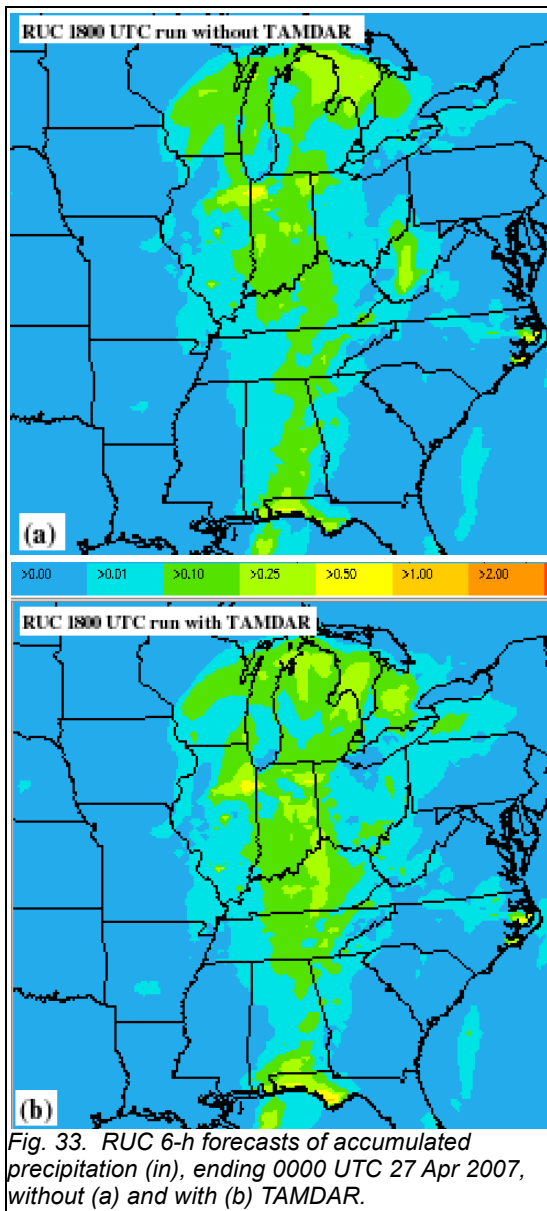 RUC 1800 UTC run without TAMDAR
(a)
>0.00 >0.01 >0.10 >0.25 >0.50 >1.00 >2.00
RUC 1800 UTC run with TAMDAR
(b)
Fig. 33. RUC 6-h forecasts of accumulated
precipitation (in), ending 0000 UTC 27 Apr 2007,
without (a) and with (b) TAMDAR.